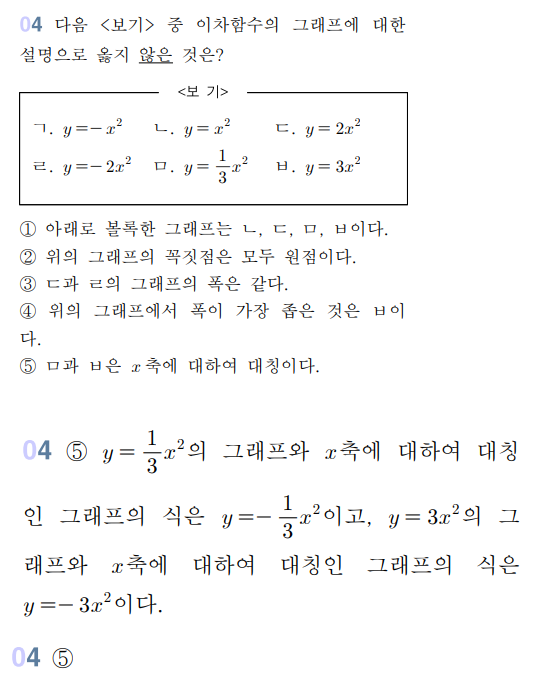 04 다음 <보기> 중 이차함수의 그래프에 대한
설명으로 옳지 않은 것은?
<보 기>
ㄱ. y=-x² ㄴ. y=x² ㄷ. y=2x²
ㄹ. y=-2x² ㅁ. y=1/3x² ㅂ. y=3x²
① 아래로 볼록한 그래프는 ㄴ, ㄷ, ㅁ, ㅂ이다.
② 위의 그래프의 꼭짓점은 모두 원점이다.
③ ㄷ과 ㄹ의 그래프의 폭은 같다.
④ 위의 그래프에서 폭이 가장 좁은 것은 ㅂ이
다.
⑤ ㅁ과 ㅂ은 x축에 대하여 대칭이다.
04 ⑤ y=1/3x²의 그래프와 x축에 대하여 대칭
인 그래프의 식은 y=-1/3x²이고, y=3x²의 그
래프와 x축에 대하여 대칭인 그래프의 식은
y=-3x²이다.
04 ⑤